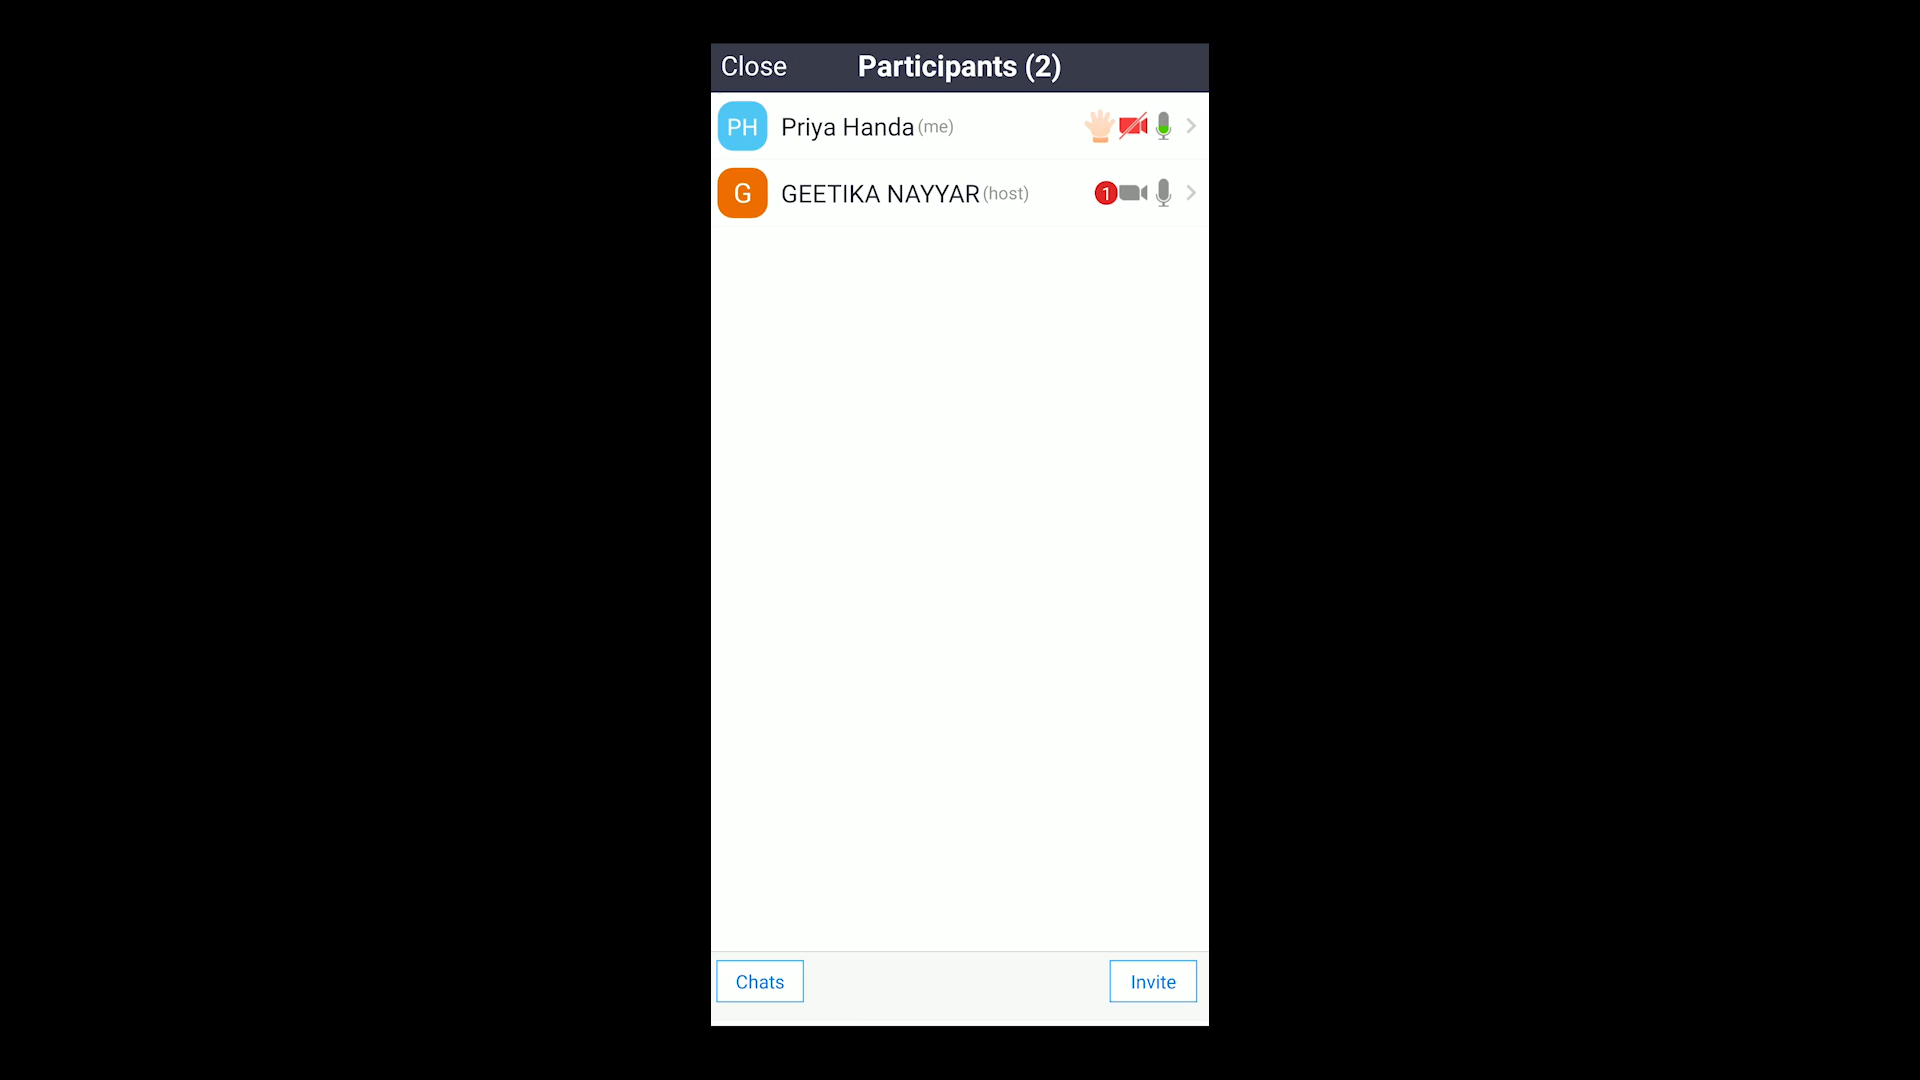 Close Participants (2)
PH Priya Handa (me)
G GEETIKA NAYYAR (host) 1
Chats Invite